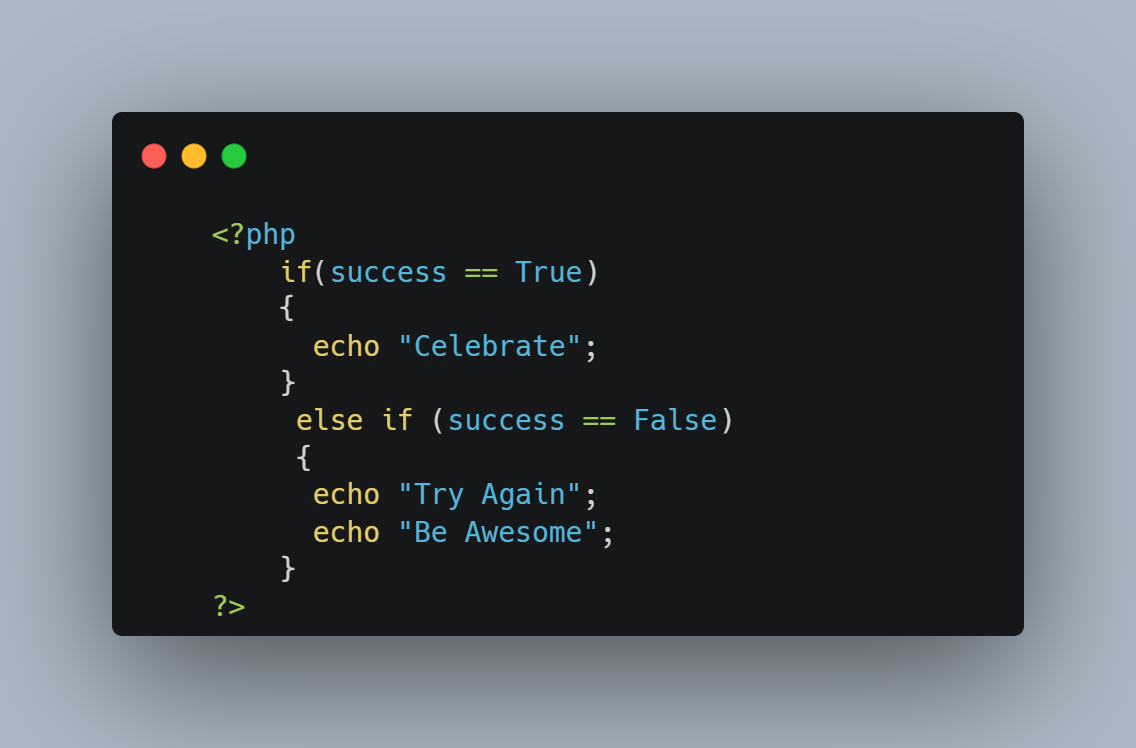 <?php
if(success == True)
{
echo "Celebrate";
}
else if (success == False)
{
echo "Try Again";
echo "Be Awesome";
}
?>